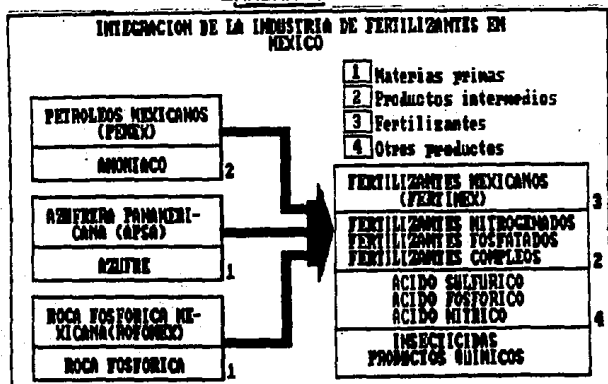 INTEGRACION DE LA INDUSTRIA DE FERTILIZANTES EN
MEXICO
1 Materias primas
2 Productos intermedios
3 Fertilizantes
4 Otros productos
PETROLEOS MEXICANOS
(PEMEX)
AMONIACO
2
AZUFRERA PANAMERI-
CANA (APSA)
AZUFRE
1
ROCA FOSFORICA ME-
XICANA(ROFOMEX)
ROCA FOSFORICA
1
FERTILIZANTES MEXICANOS
(FERTIMEX)
3
FERTILIZANTES NITROGENADOS
FERTILIZANTES FOSFATADOS
FERTILIZANTES COMPLEOS
2
ACIDO SULFURICO
ACIDO FOSFORICO
ACIDO NITRICO
4
INSECTICIDAS
PRODUCTOS QUIMICOS